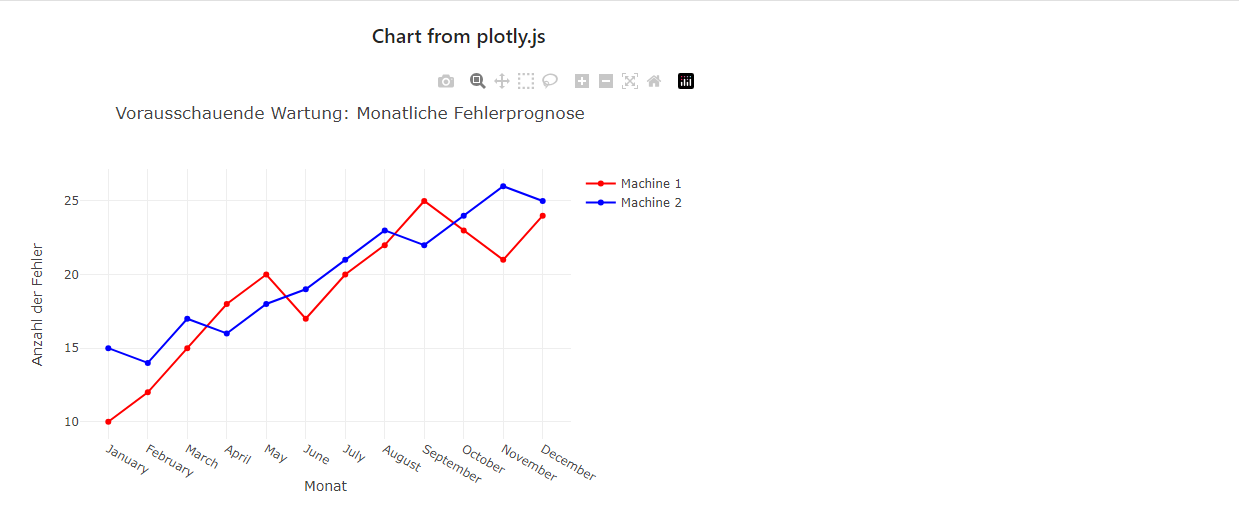 Chart from plotly.js
Vorausschauende Wartung: Monatliche Fehlerprognose
Machine 1
Machine 2
25
20
15
10
Anzahl der Fehler
January
February
March
April
May
June
July
August
September
October
November
December
Monat